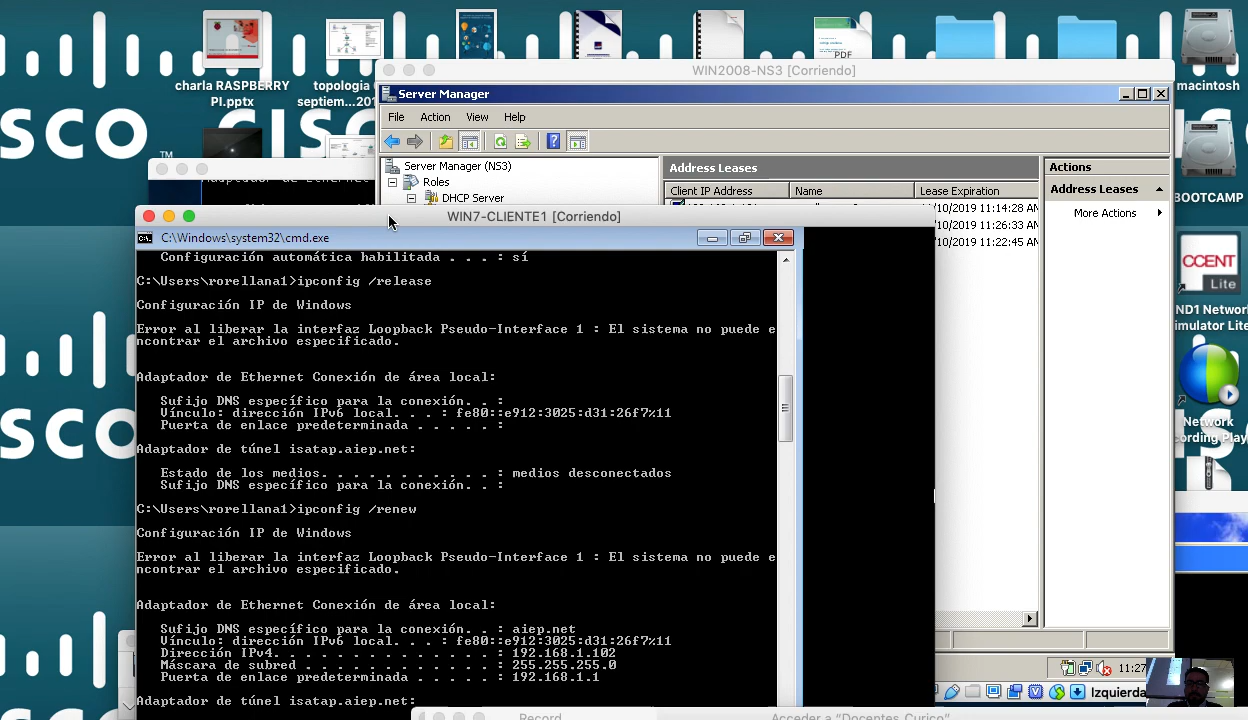 charla RASPBERRY
PI.pptx
septiem...201
PDF
macintosh
BOOTCAMP
CCENT
Lite
ND1 Networ
imulator Lite
Network
cording Play
WIN2008-NS3 [Corriendo]
Server Manager
File Action View Help
Server Manager (NS3)
Roles
DHCP Server
Address Leases
Client IP Address Name Lease Expiration
/10/2019 11:14:28 AM
/10/2019 11:26:33 AM
/10/2019 11:22:45 AM
Actions
Address Leases
More Actions
WIN7-CLIENTE1 [Corriendo]
C:\Windows\system32\cmd.exe
Configuración automática habilitada . . . : sí
C:\Users\rorellana1>ipconfig /release
Configuración IP de Windows
Error al liberar la interfaz Loopback Pseudo-Interface 1 : El sistema no puede e
ncontrar el archivo especificado.
Adaptador de Ethernet Conexión de área local:
Sufijo DNS específico para la conexión. . :
Vínculo: dirección IPv6 local. . . : fe80::e912:3025:d31:26f7%11
Puerta de enlace predeterminada . . . . . :
Adaptador de túnel isatap.aiep.net:
Estado de los medios. . . . . . . . . . . : medios desconectados
Sufijo DNS específico para la conexión. . :
C:\Users\rorellana1>ipconfig /renew
Configuración IP de Windows
Error al liberar la interfaz Loopback Pseudo-Interface 1 : El sistema no puede e
ncontrar el archivo especificado.
Adaptador de Ethernet Conexión de área local:
Sufijo DNS específico para la conexión. . : aiep.net
Vínculo: dirección IPv6 local. . . : fe80::e912:3025:d31:26f7%11
Dirección IPv4. . . . . . . . . . . . . . : 192.168.1.102
Máscara de subred . . . . . . . . . . . . : 255.255.255.0
Puerta de enlace predeterminada . . . . . : 192.168.1.1
Adaptador de túnel isatap.aiep.net:
11:27
Izquierda
Record
Acceder a "Docentes_Curico"